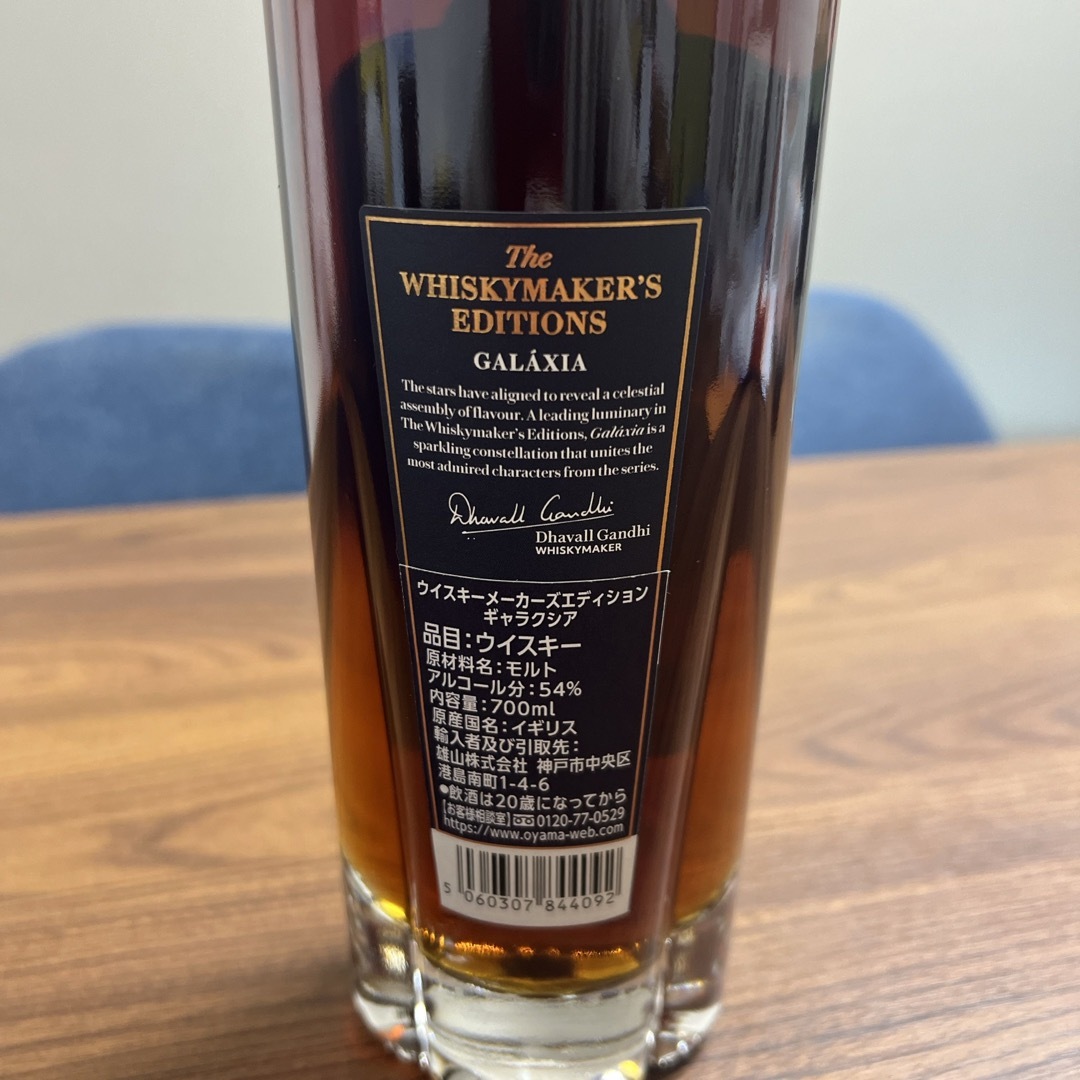 The
WHISKYMAKER'S
EDITIONS
GALÁXIA
The stars have aligned to reveal a celestial
assembly of flavour. A leading luminary in
The Whiskymaker's Editions, Galáxia is a
sparkling constellation that unites the
most admired characters from the series.
Dhavall Gandhi
Dhavall Gandhi
WHISKYMAKER
ウイスキーメーカーズエディション
ギャラクシア
品目：ウイスキー
原材料名：モルト
アルコール分：54%
内容量：700ml
原産国名：イギリス
輸入者及び引取先：
雄山株式会社 神戸市中央区
港島南町1-4-6
●飲酒は20歳になってから
【お客様相談室】0120-77-0529
https://www.oyama-web.com
5 060307 844092